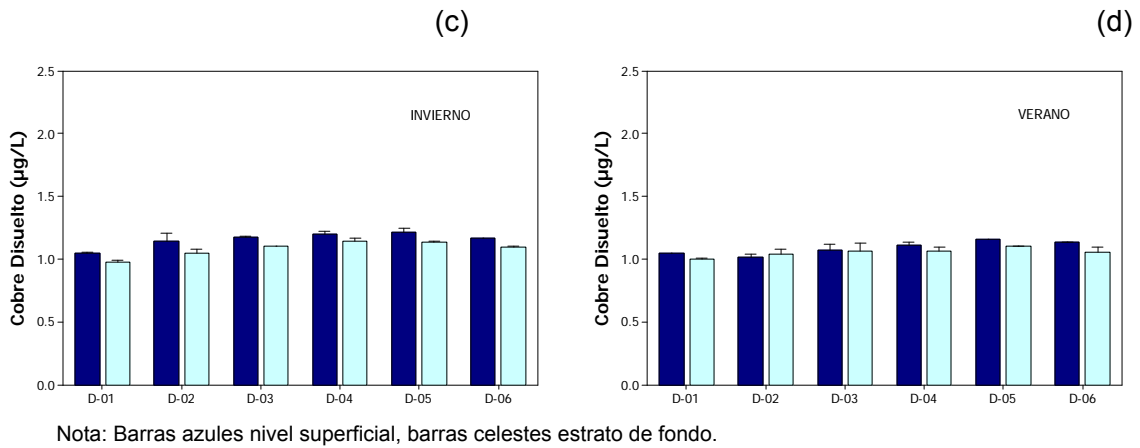 (c)
(d)
2.5
2.0
1.5
1.0
0.5
0.0
Cobre Disuelto (µg/L)
INVIERNO
D-01 D-02 D-03 D-04 D-05 D-06
2.5
2.0
1.5
1.0
0.5
0.0
Cobre Disuelto (µg/L)
VERANO
D-01 D-02 D-03 D-04 D-05 D-06
Nota: Barras azules nivel superficial, barras celestes estrato de fondo.